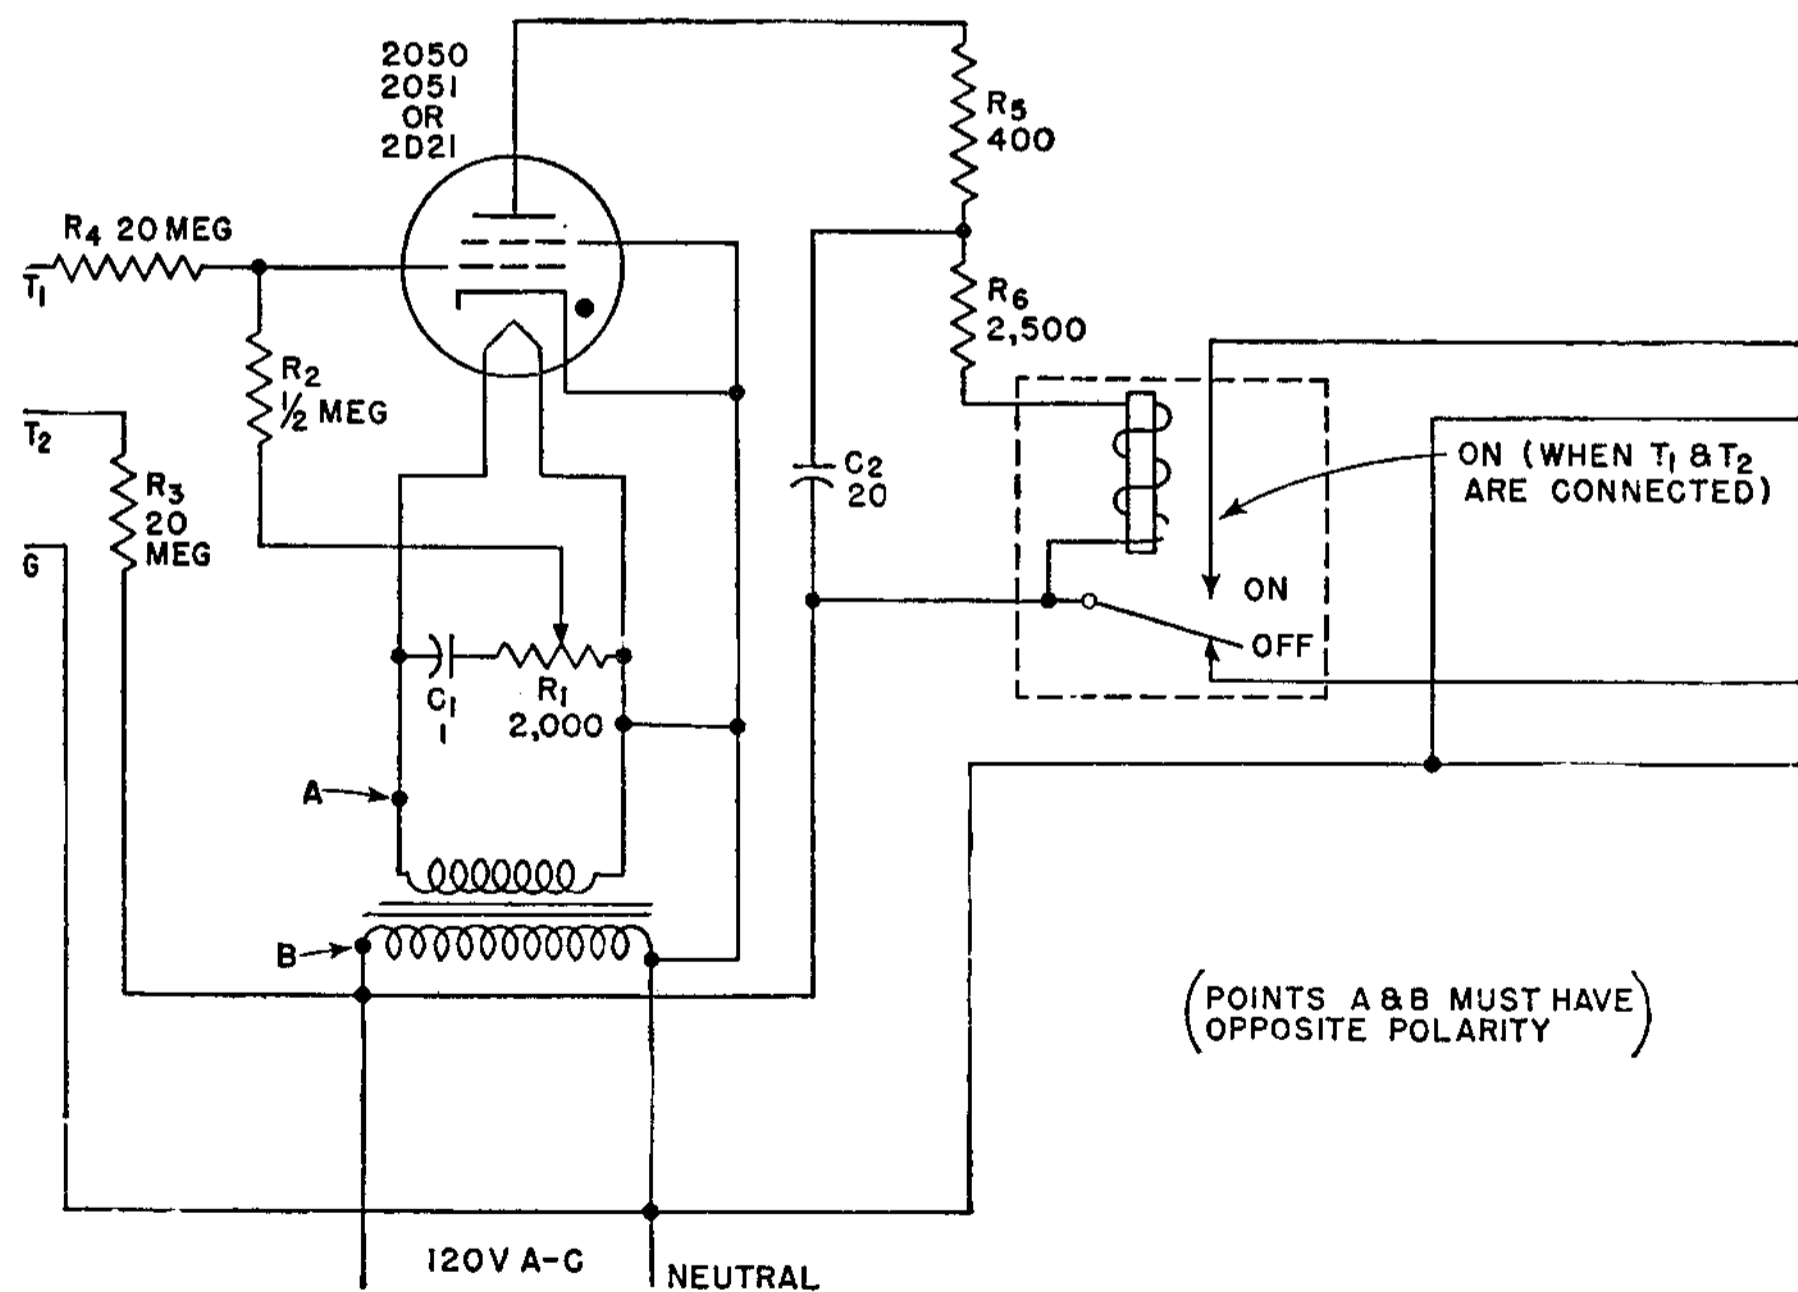 2050
2051
OR
2D21
R4 20 MEG
T1
R2
½ MEG
T2
R3
20
MEG
G
R5
400
R6
2,500
C2
20
ON (WHEN T1 & T2
ARE CONNECTED)
ON
OFF
C1
1
R1
2,000
A
B
(POINTS A & B MUST HAVE
OPPOSITE POLARITY)
120V A-C
NEUTRAL